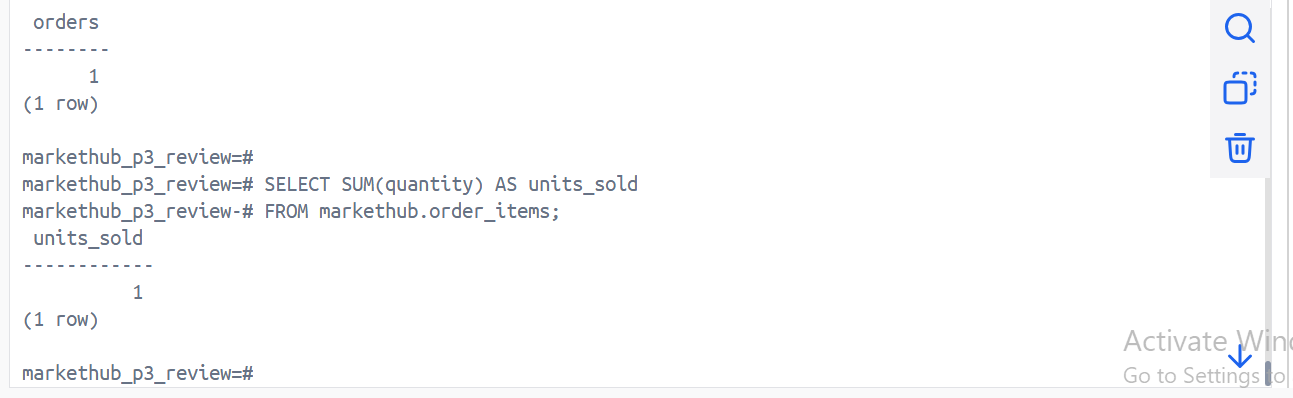 orders
--------
1
(1 row)
markethub_p3_review=#
markethub_p3_review=# SELECT SUM(quantity) AS units_sold
markethub_p3_review-# FROM markethub.order_items;
units_sold
------------
1
(1 row)
markethub_p3_review=#
Activate Win
Go to Settings to